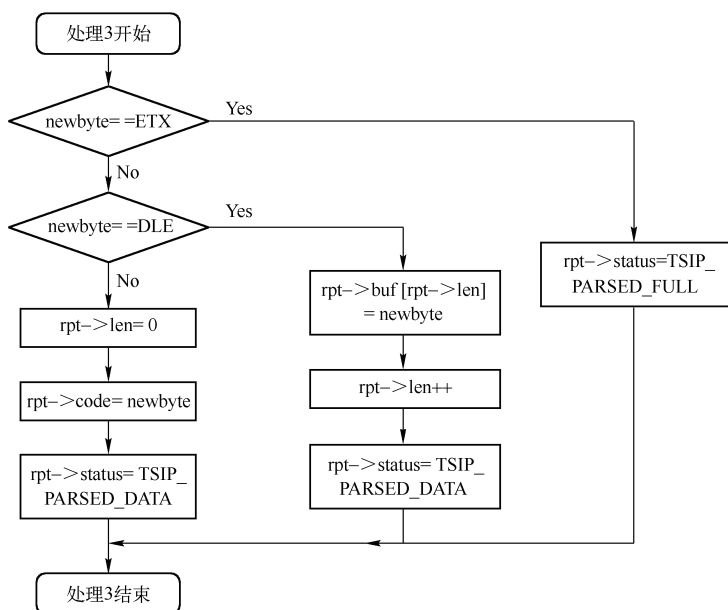 处理3开始
newbyte= =ETX
Yes
No
newbyte= =DLE
Yes
No
rpt->len= 0
rpt->code= newbyte
rpt->status= TSIP_
PARSED_DATA
rpt->buf [rpt->len]
= newbyte
rpt->len++
rpt->status= TSIP_
PARSED_DATA
rpt->status=TSIP_
PARSED_FULL
处理3结束